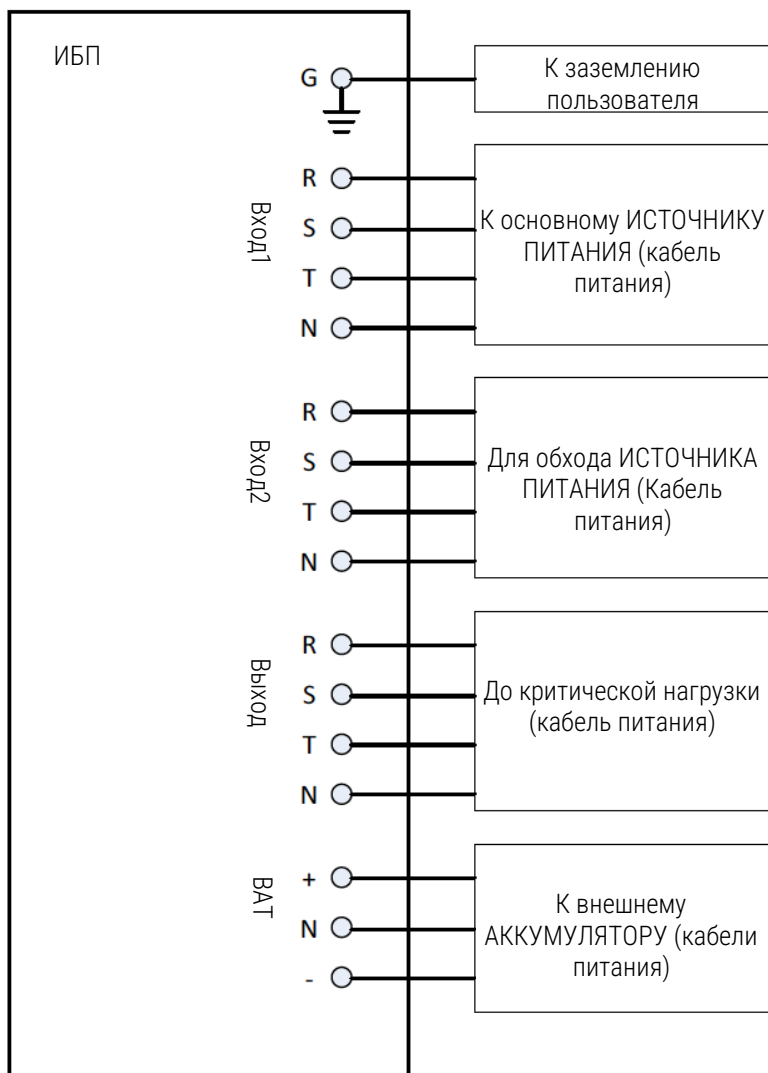 ИБП
G
К заземлению
пользователя
Вход1
R
S
T
N
К основному ИСТОЧНИКУ
ПИТАНИЯ (кабель
питания)
Вход2
R
S
T
N
Для обхода ИСТОЧНИКА
ПИТАНИЯ (Кабель
питания)
Выход
R
S
T
N
До критической нагрузки
(кабель питания)
BAT
+
N
-
К внешнему
АККУМУЛЯТОРУ (кабели
питания)